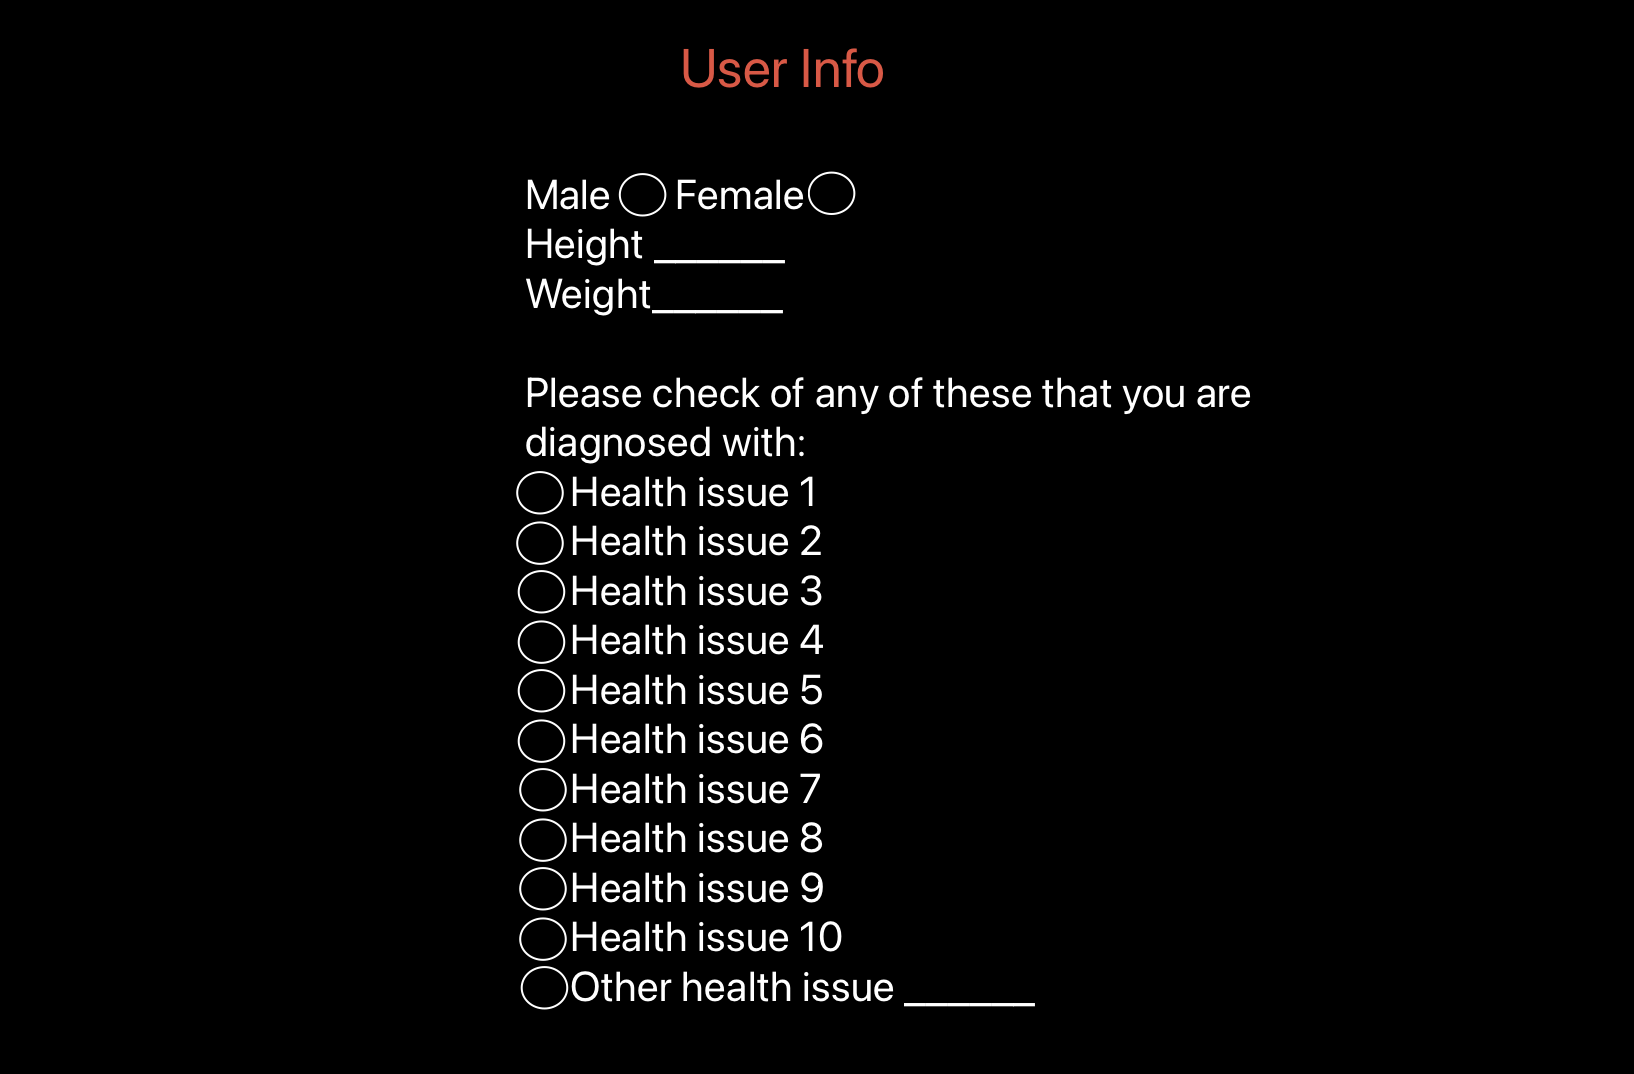 User Info
Male Female
Height ______
Weight______
Please check of any of these that you are
diagnosed with:
Health issue 1
Health issue 2
Health issue 3
Health issue 4
Health issue 5
Health issue 6
Health issue 7
Health issue 8
Health issue 9
Health issue 10
Other health issue ______